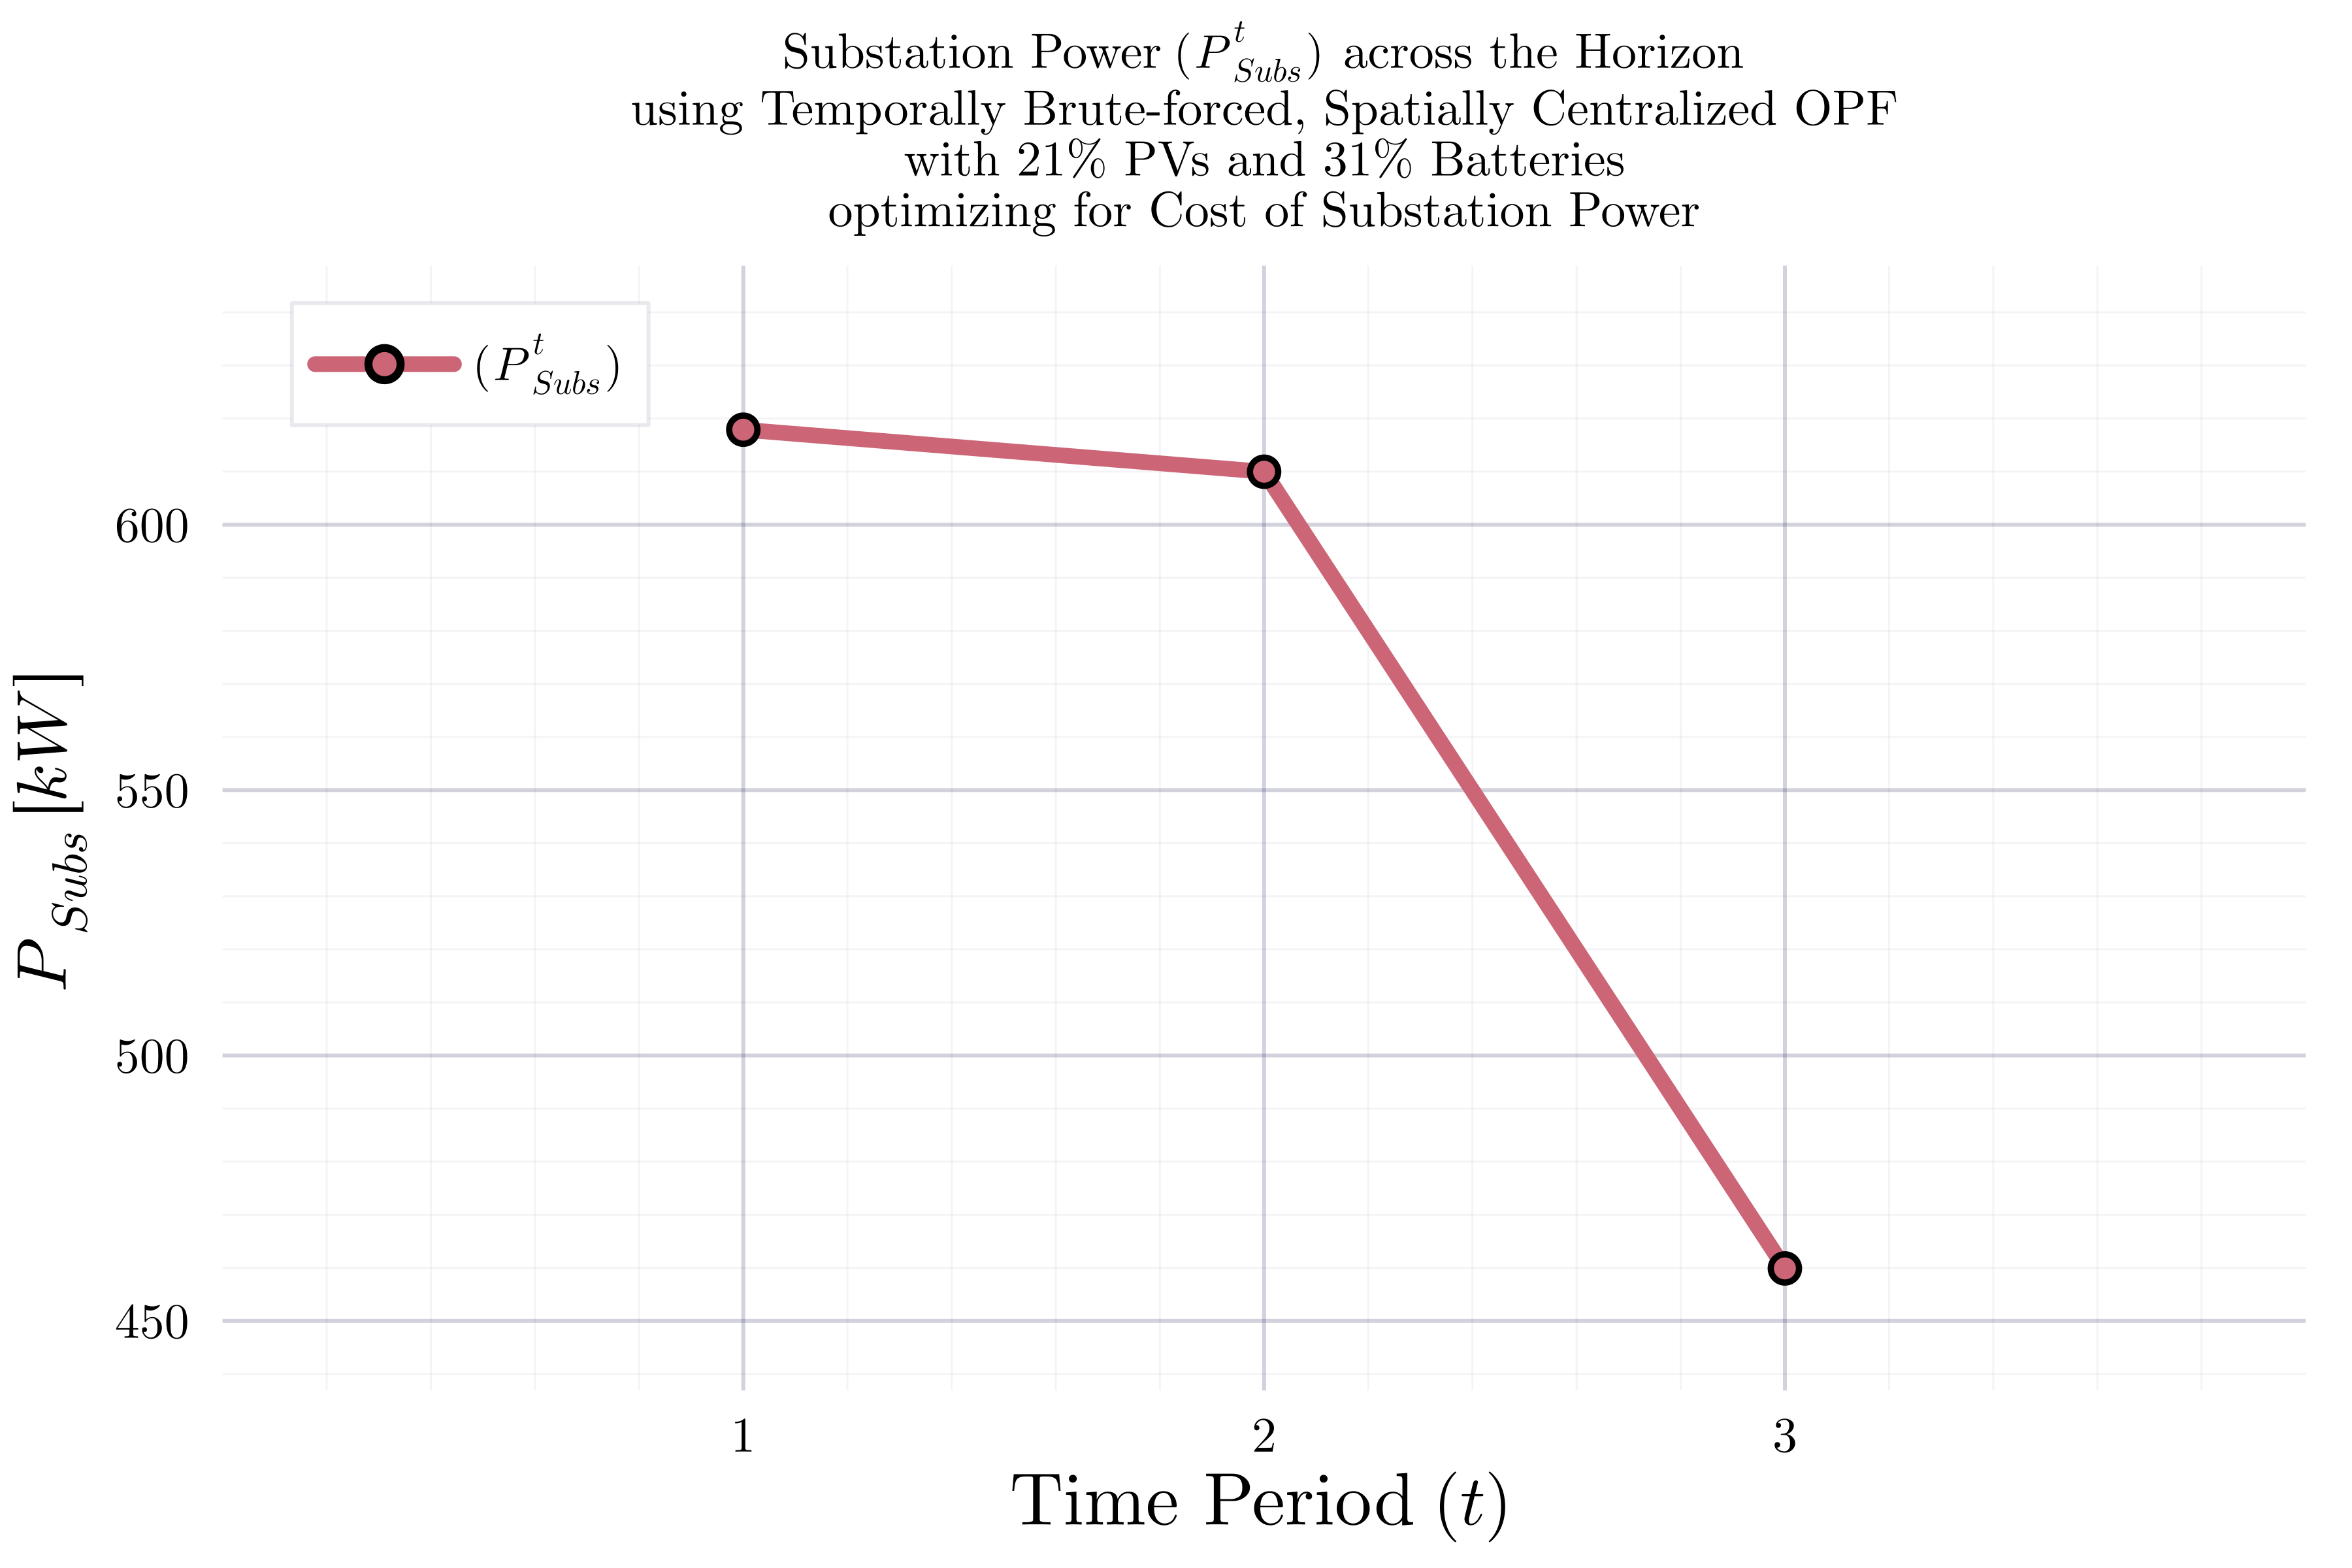 Substation Power (P^t_Subs) across the Horizon
using Temporally Brute-forced, Spatially Centralized OPF
with 21% PVs and 31% Batteries
optimizing for Cost of Substation Power
(P^t_Subs)
P_Subs [kW]
600
550
500
450
1 2 3
Time Period (t)